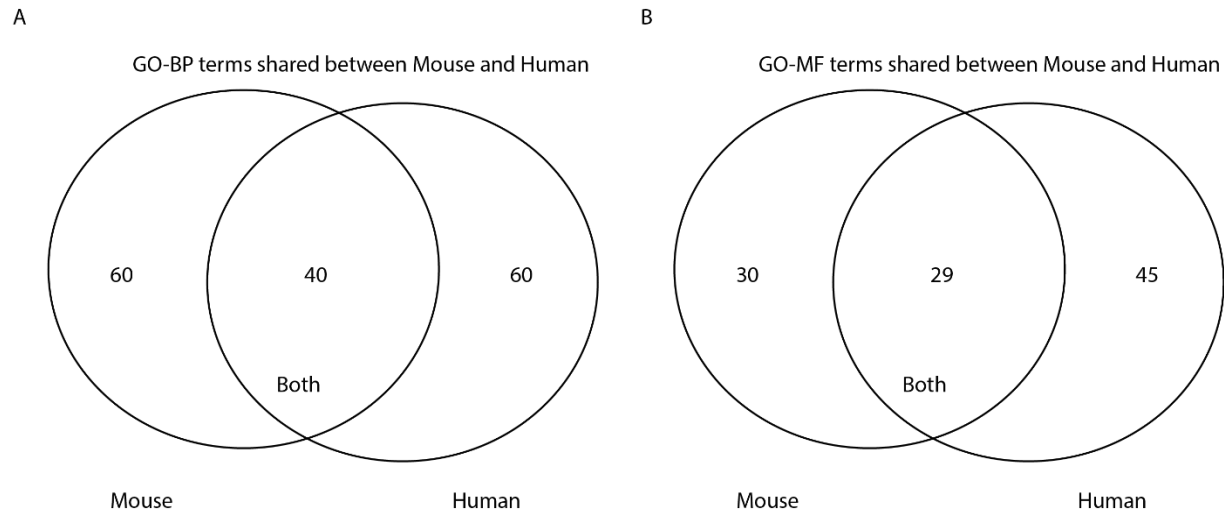 A
GO-BP terms shared between Mouse and Human
60
40
60
Both
Mouse
Human
B
GO-MF terms shared between Mouse and Human
30
29
45
Both
Mouse
Human